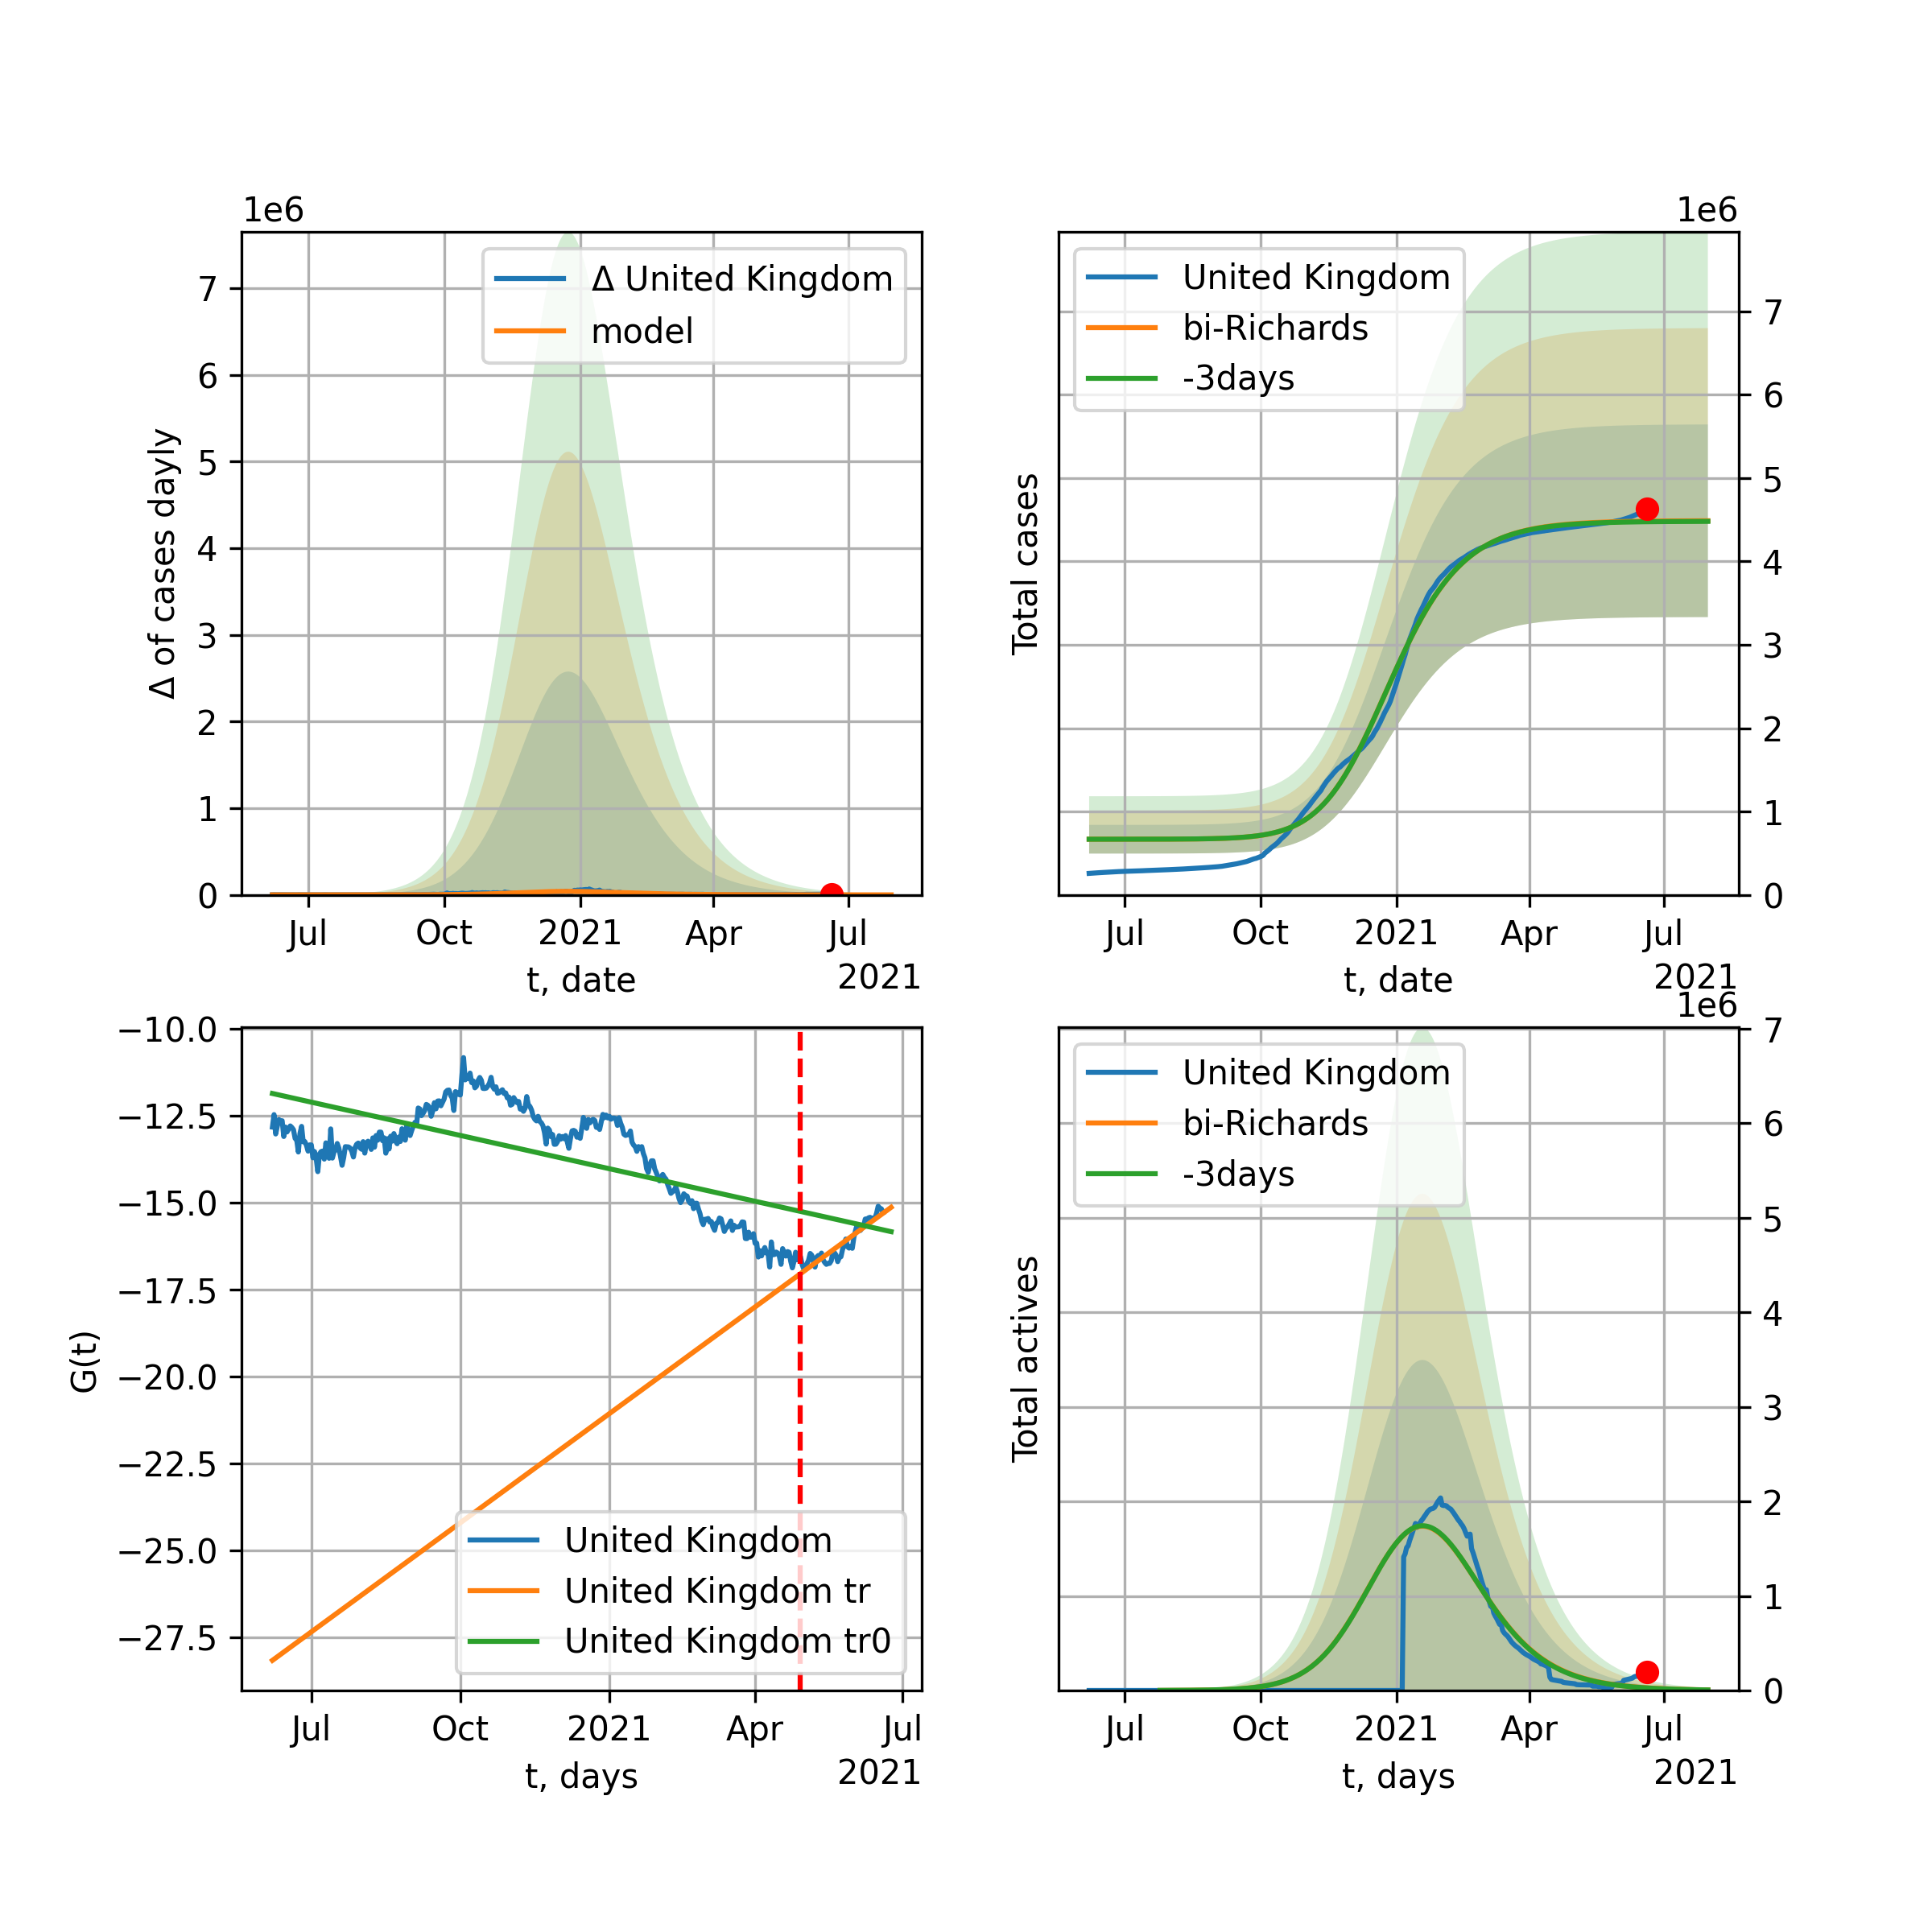 1e6
Δ of cases dayly
7
6
5
4
3
2
1
0
Δ United Kingdom
model
Jul
Oct
2021
Apr
Jul
t, date
2021
1e6
Total cases
United Kingdom
bi-Richards
-3days
7
6
5
4
3
2
1
0
Jul
Oct
2021
Apr
Jul
t, date
2021
G(t)
−10.0
−12.5
−15.0
−17.5
−20.0
−22.5
−25.0
−27.5
United Kingdom
United Kingdom tr
United Kingdom tr0
Jul
Oct
2021
Apr
Jul
t, days
2021
1e6
Total actives
United Kingdom
bi-Richards
-3days
7
6
5
4
3
2
1
0
Jul
Oct
2021
Apr
Jul
t, days
2021